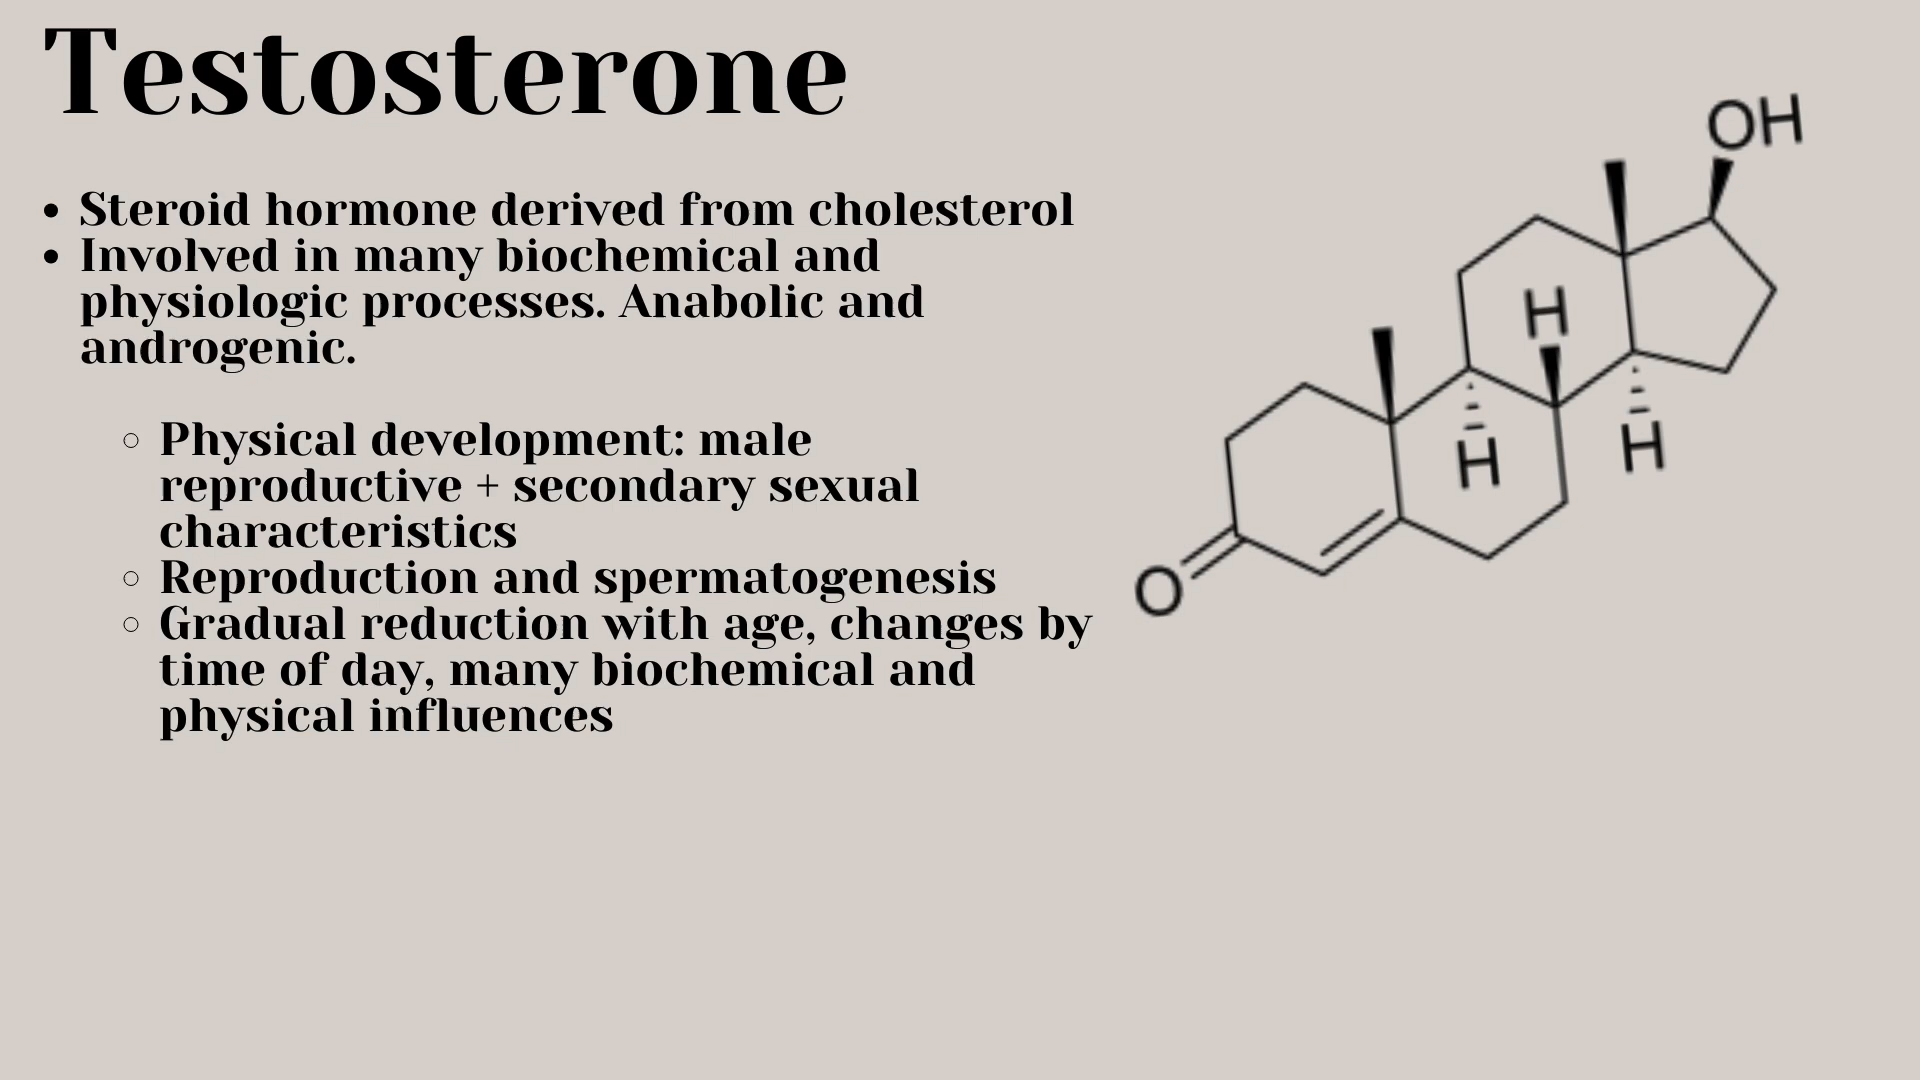 Testosterone
• Steroid hormone derived from cholesterol
• Involved in many biochemical and
physiologic processes. Anabolic and
androgenic.
○ Physical development: male
reproductive + secondary sexual
characteristics
○ Reproduction and spermatogenesis
○ Gradual reduction with age, changes by
time of day, many biochemical and
physical influences
OH
H
H
H
O